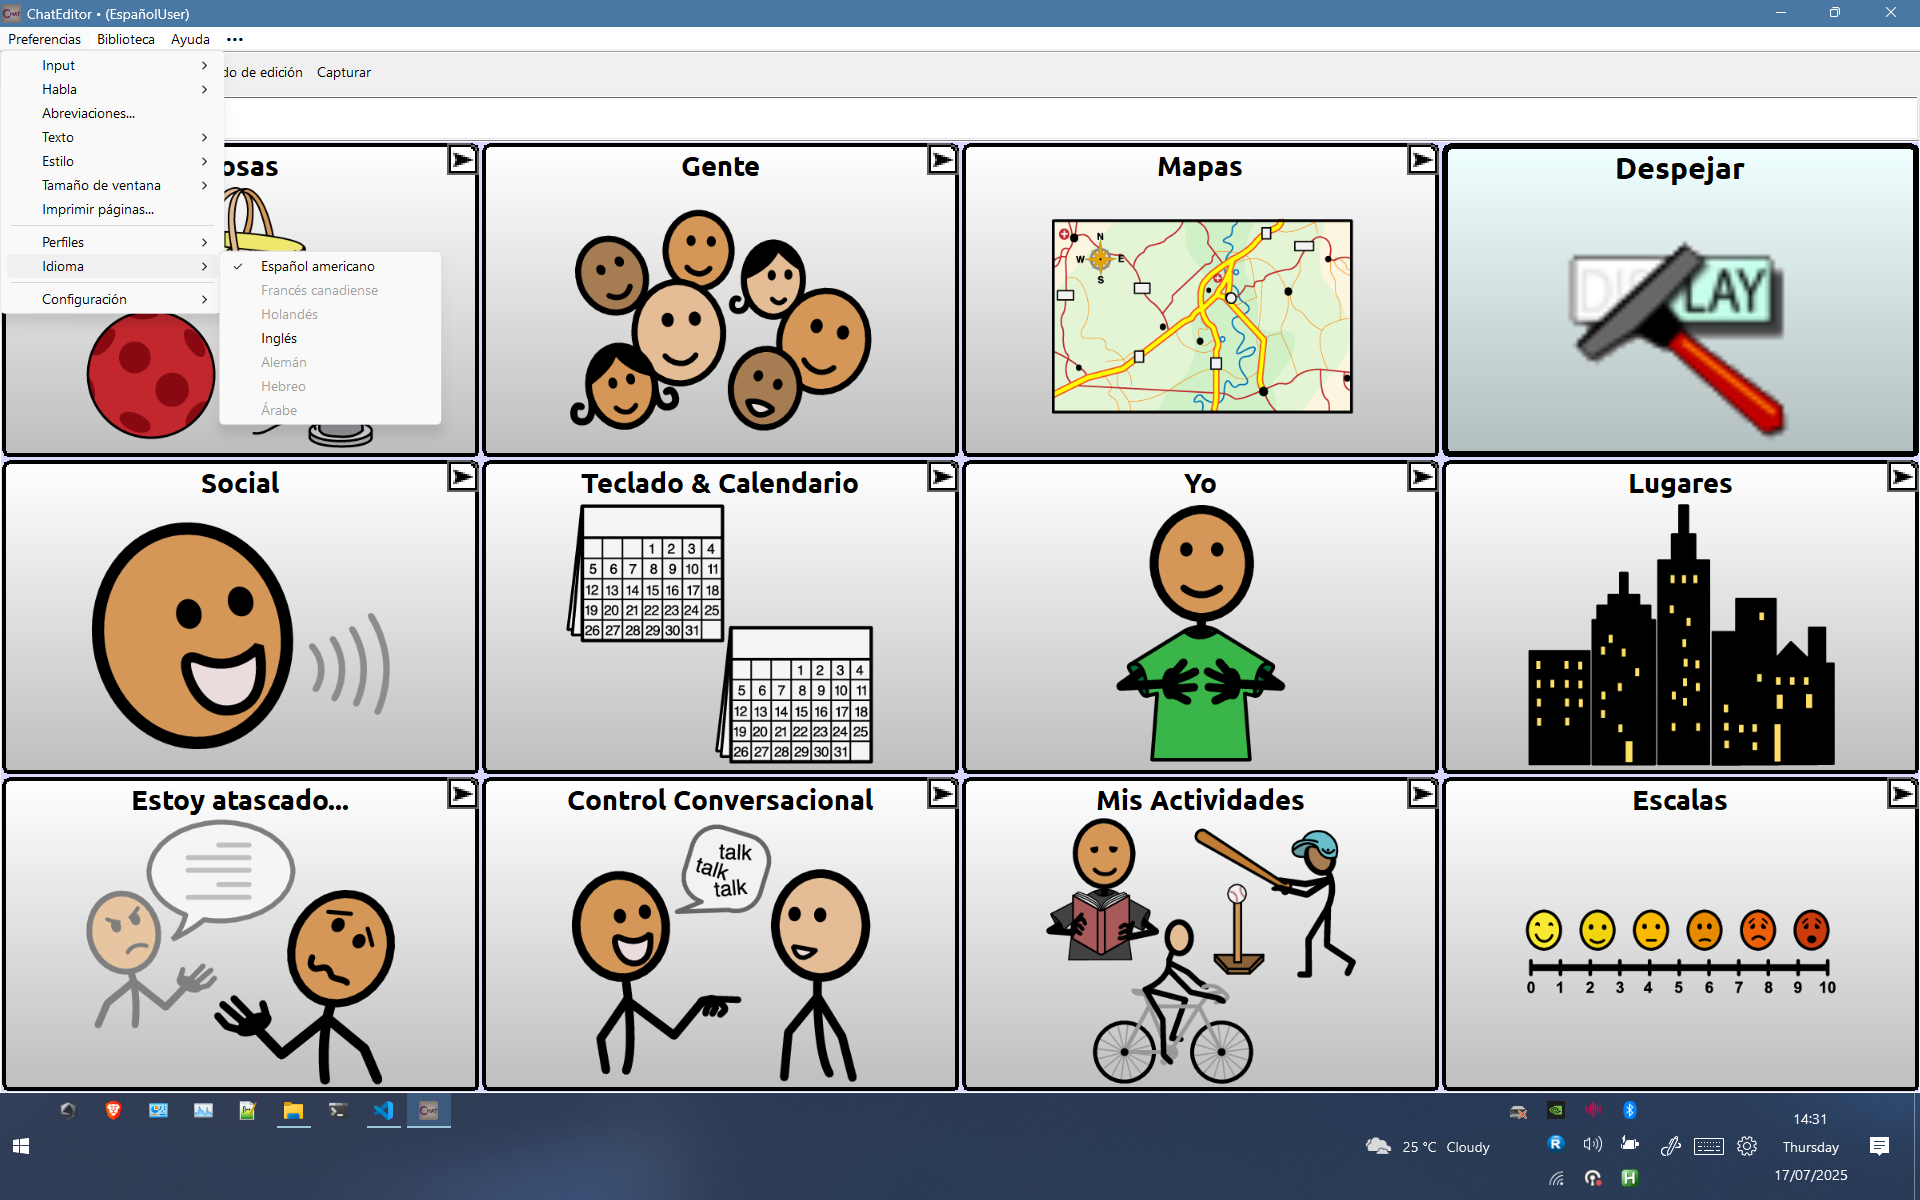 ChatEditor • (EspañolUser)
Preferencias Biblioteca Ayuda •••
do de edición Capturar
Input
Habla
Abreviaciones...
Texto
Estilo
Tamaño de ventana
Imprimir páginas...
Perfiles
Idioma
Configuración
Español americano
Francés canadiense
Holandés
Inglés
Alemán
Hebreo
Árabe
osas
Gente
Mapas
N
W E
S
Despejar
LAY
Social
Teclado & Calendario
1 2 3 4
5 6 7 8 9 10 11
12 13 14 15 16 17 18
19 20 21 22 23 24 25
26 27 28 29 30 31
1 2 3 4
5 6 7 8 9 10 11
12 13 14 15 16 17 18
19 20 21 22 23 24 25
26 27 28 29 30 31
Yo
Lugares
Estoy atascado...
Control Conversacional
talk
talk
talk
Mis Actividades
Escalas
0 1 2 3 4 5 6 7 8 9 10
CHAT
25 °C Cloudy
14:31
Thursday
17/07/2025